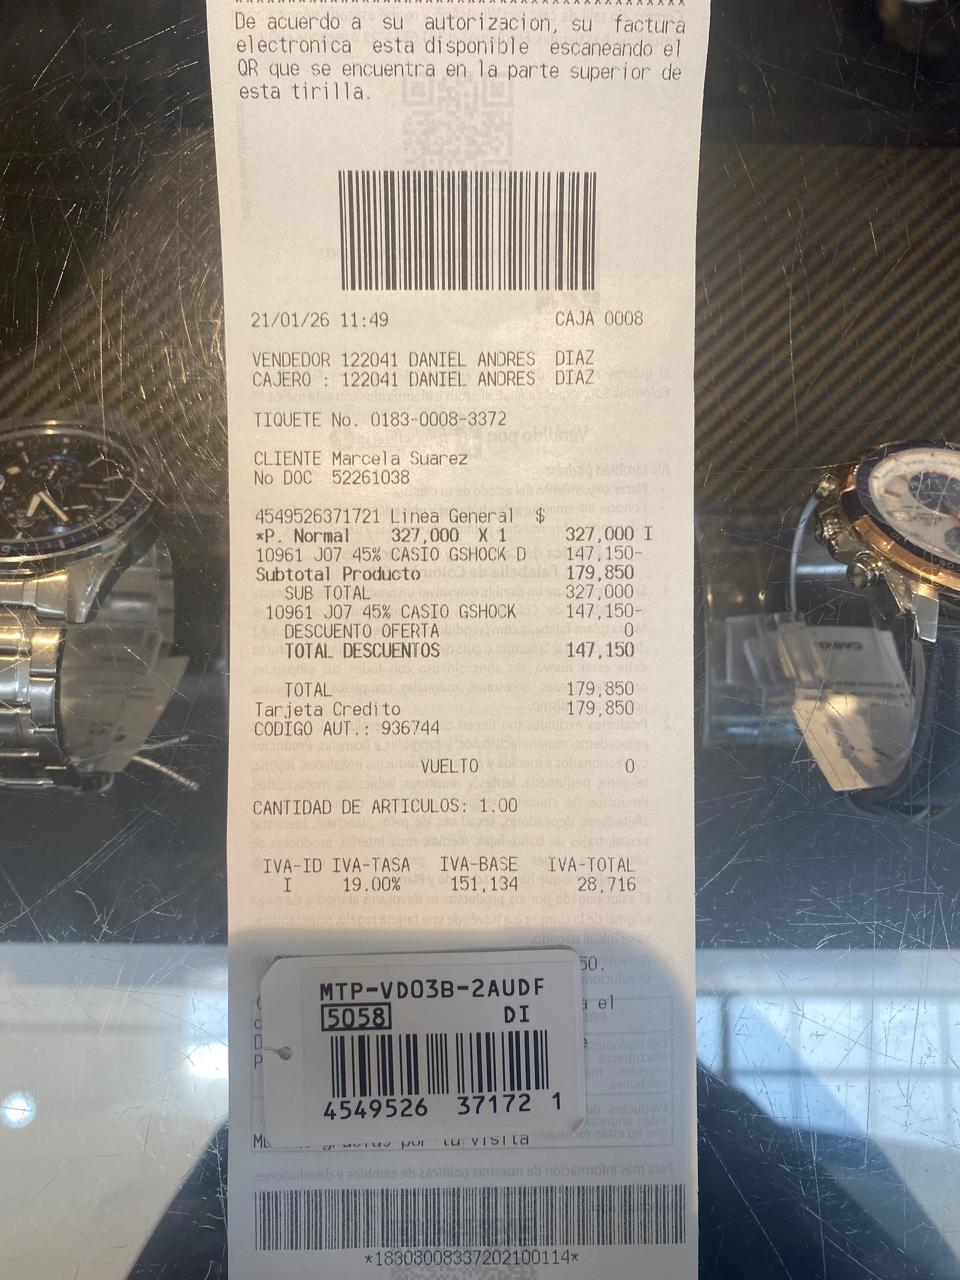 De acuerdo a su autorizacion, su factura
electronica esta disponible escaneando el
QR que se encuentra en la parte superior de
esta tirilla.
21/01/26 11:49 CAJA 0008
VENDEDOR 122041 DANIEL ANDRES DIAZ
CAJERO : 122041 DANIEL ANDRES DIAZ
TIQUETE No. 0183-0008-3372
CLIENTE Marcela Suarez
No DOC 52261038
4549526371721 Linea General $
*P. Normal 327,000 X 1 327,000 I
10961 J07 45% CASIO GSHOCK D 147,150-
Subtotal Producto 179,850
SUB TOTAL 327,000
10961 J07 45% CASIO GSHOCK 147,150-
DESCUENTO OFERTA 0
TOTAL DESCUENTOS 147,150
TOTAL 179,850
Tarjeta Credito 179,850
CODIGO AUT.: 936744
VUELTO 0
CANTIDAD DE ARTICULOS: 1.00
IVA-ID IVA-TASA IVA-BASE IVA-TOTAL
I 19.00% 151,134 28,716
50.
MTP-VD03B-2AUDF
a el
5058 DI
4549526 37172 1
por tu visita
*18308008337202100114*